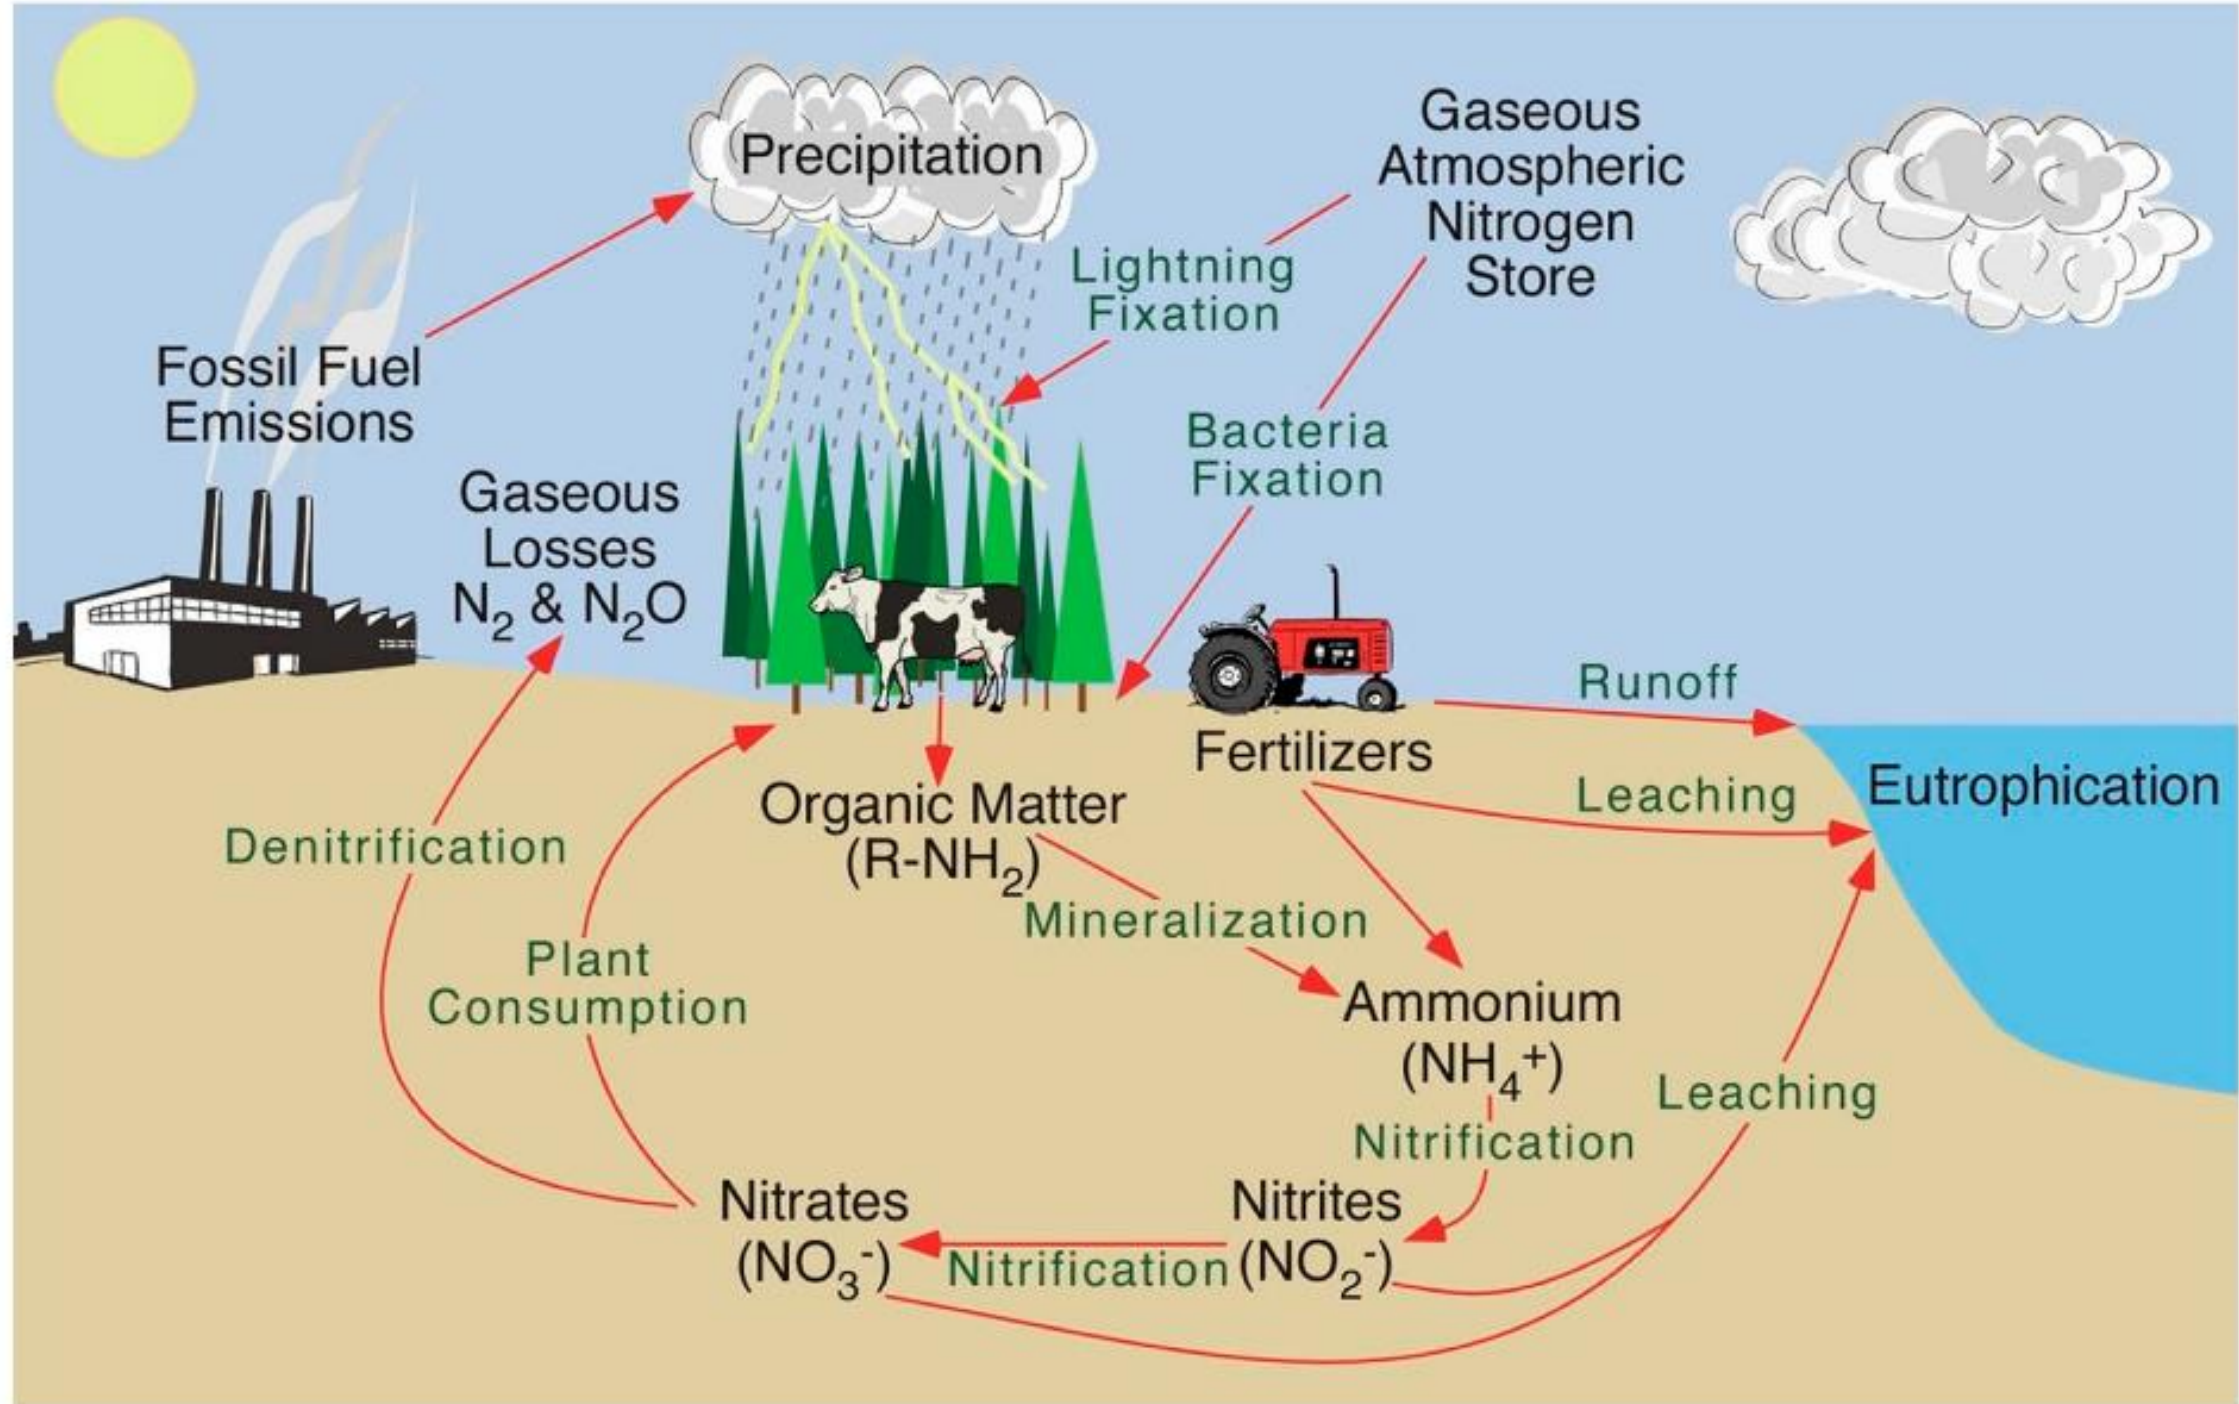 Precipitation
Gaseous
Atmospheric
Nitrogen
Store
Lightning
Fixation
Fossil Fuel
Emissions
Bacteria
Fixation
Gaseous
Losses
N₂ & N₂O
Runoff
Fertilizers
Eutrophication
Leaching
Organic Matter
(R-NH₂)
Denitrification
Mineralization
Plant
Consumption
Ammonium
(NH₄⁺)
Leaching
Nitrification
Nitrates
(NO₃⁻)
Nitrification
Nitrites
(NO₂⁻)